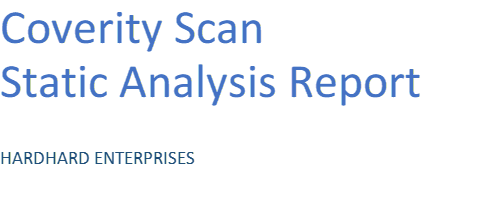 Coverity Scan
Static Analysis Report
HARDHARD ENTERPRISES